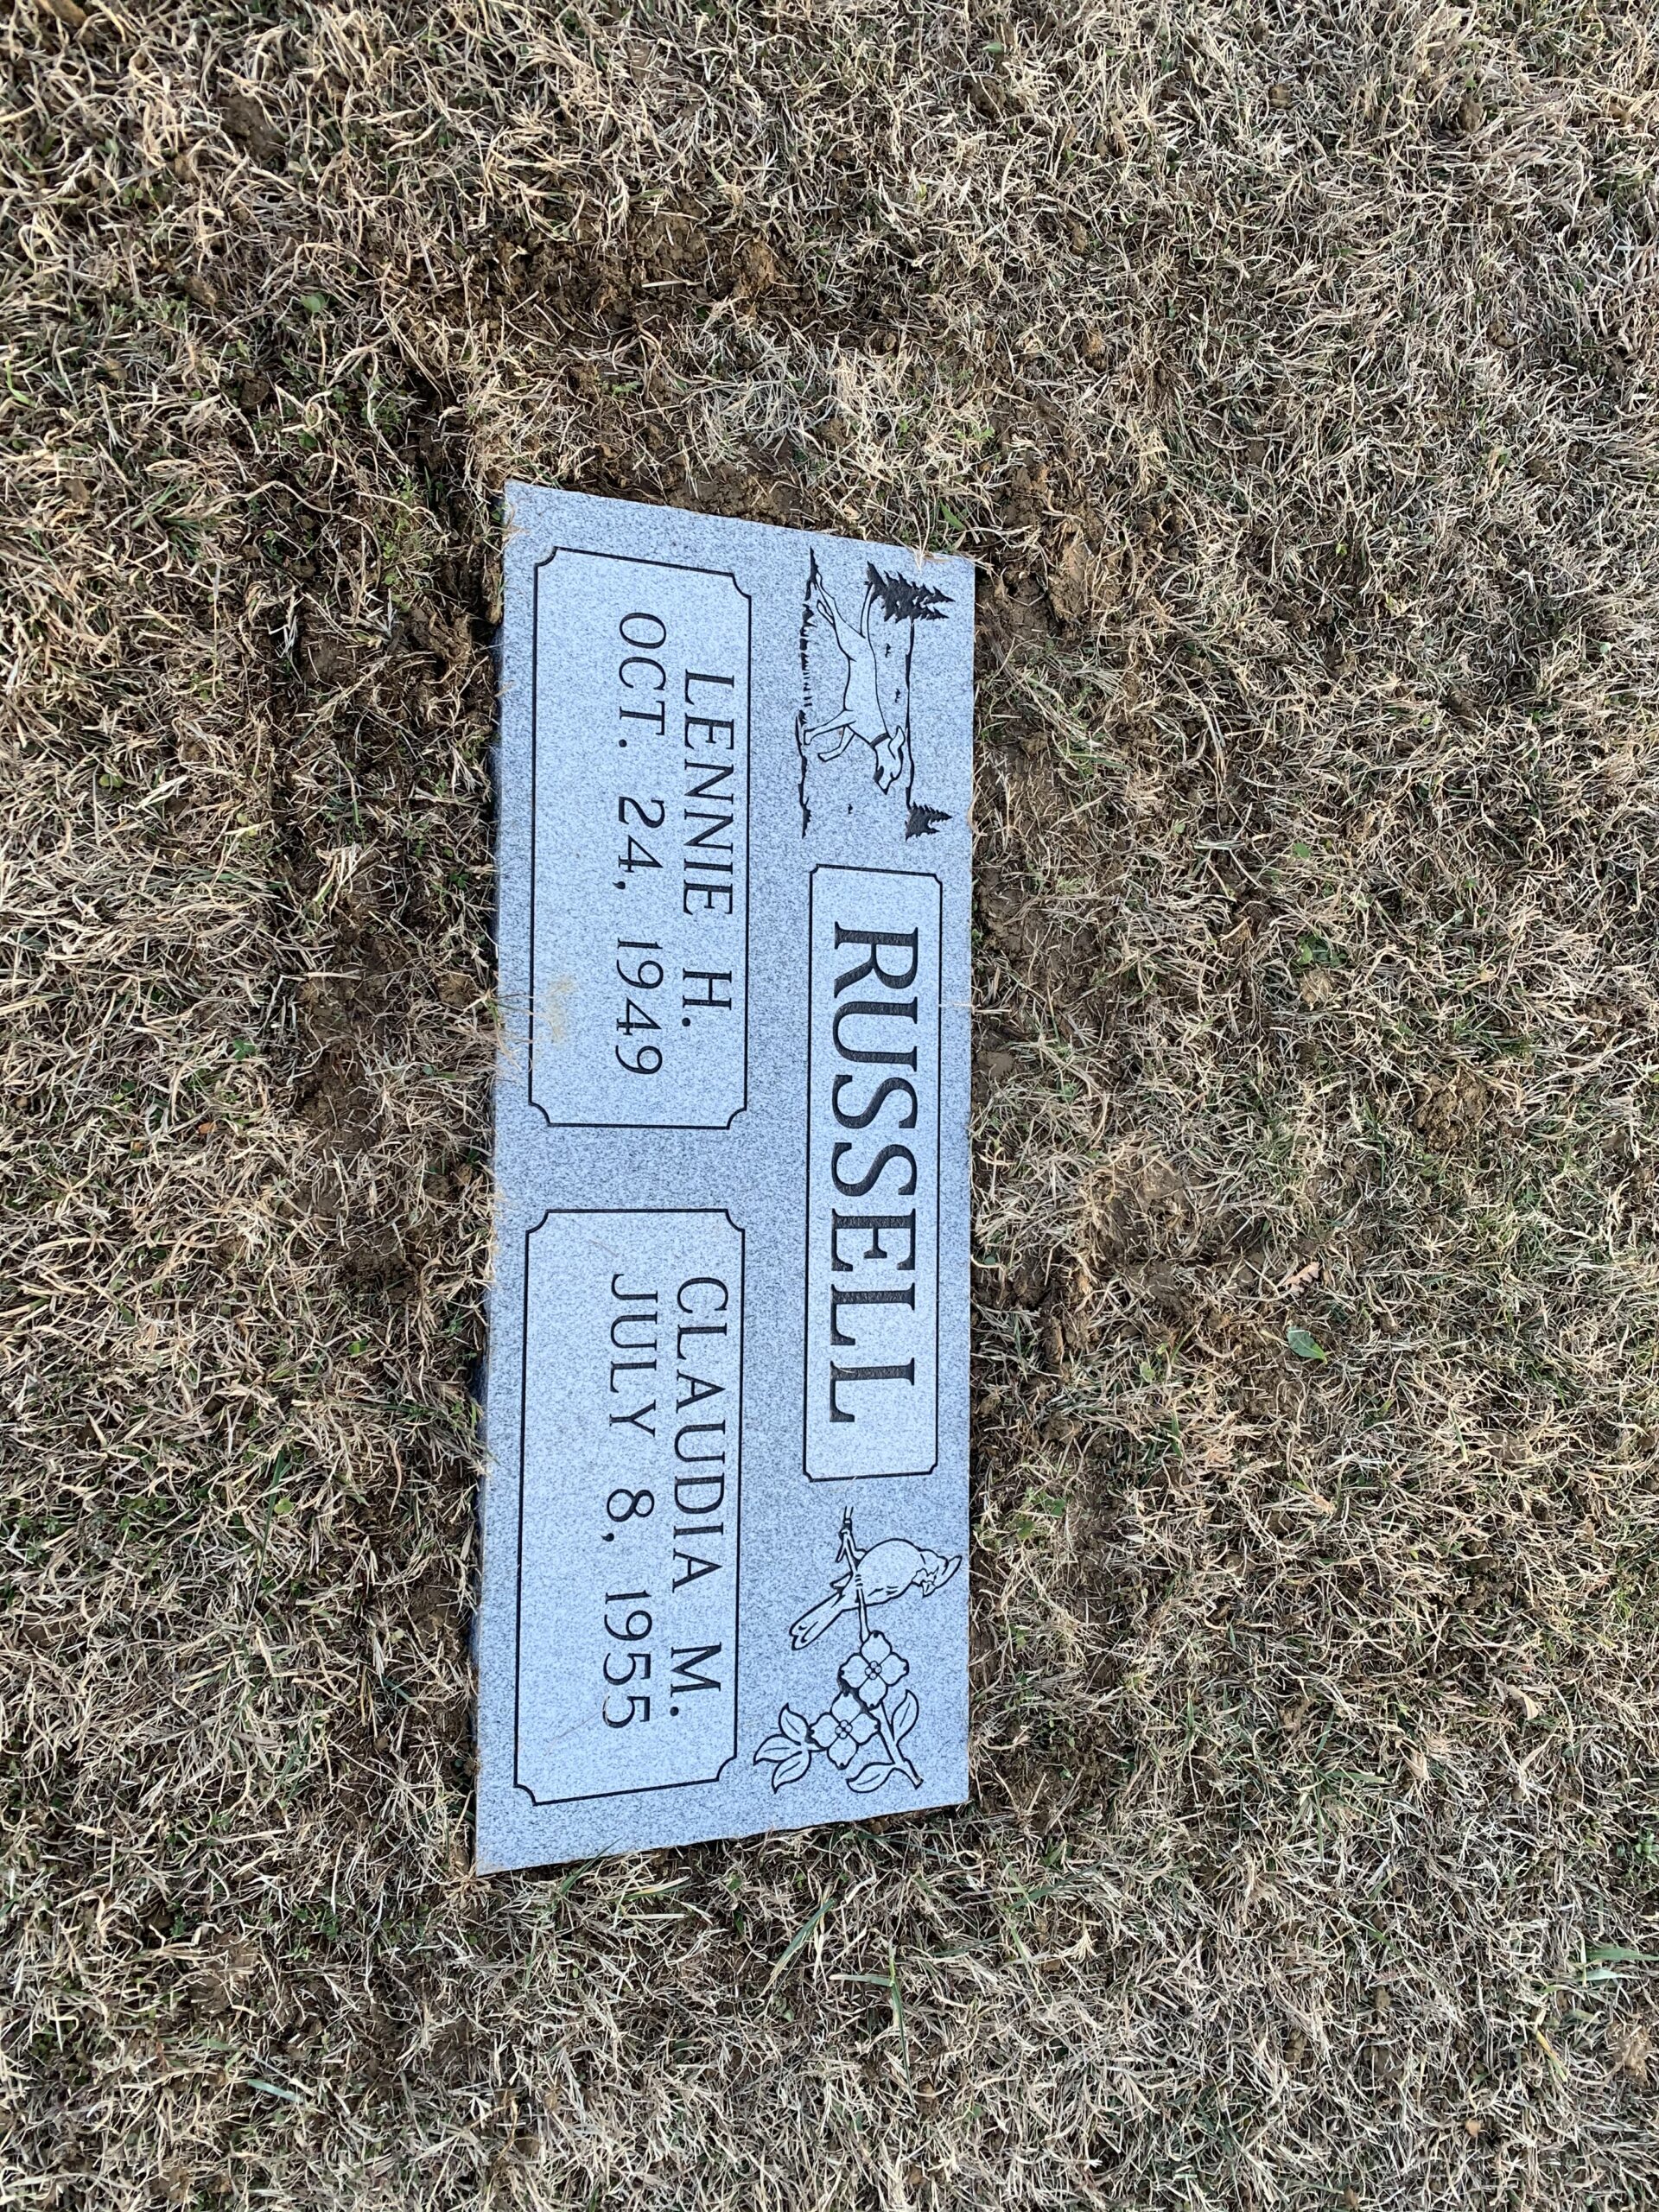 RUSSELL
LENNIE H.
OCT. 24, 1949
CLAUDIA M.
JULY 8, 1955